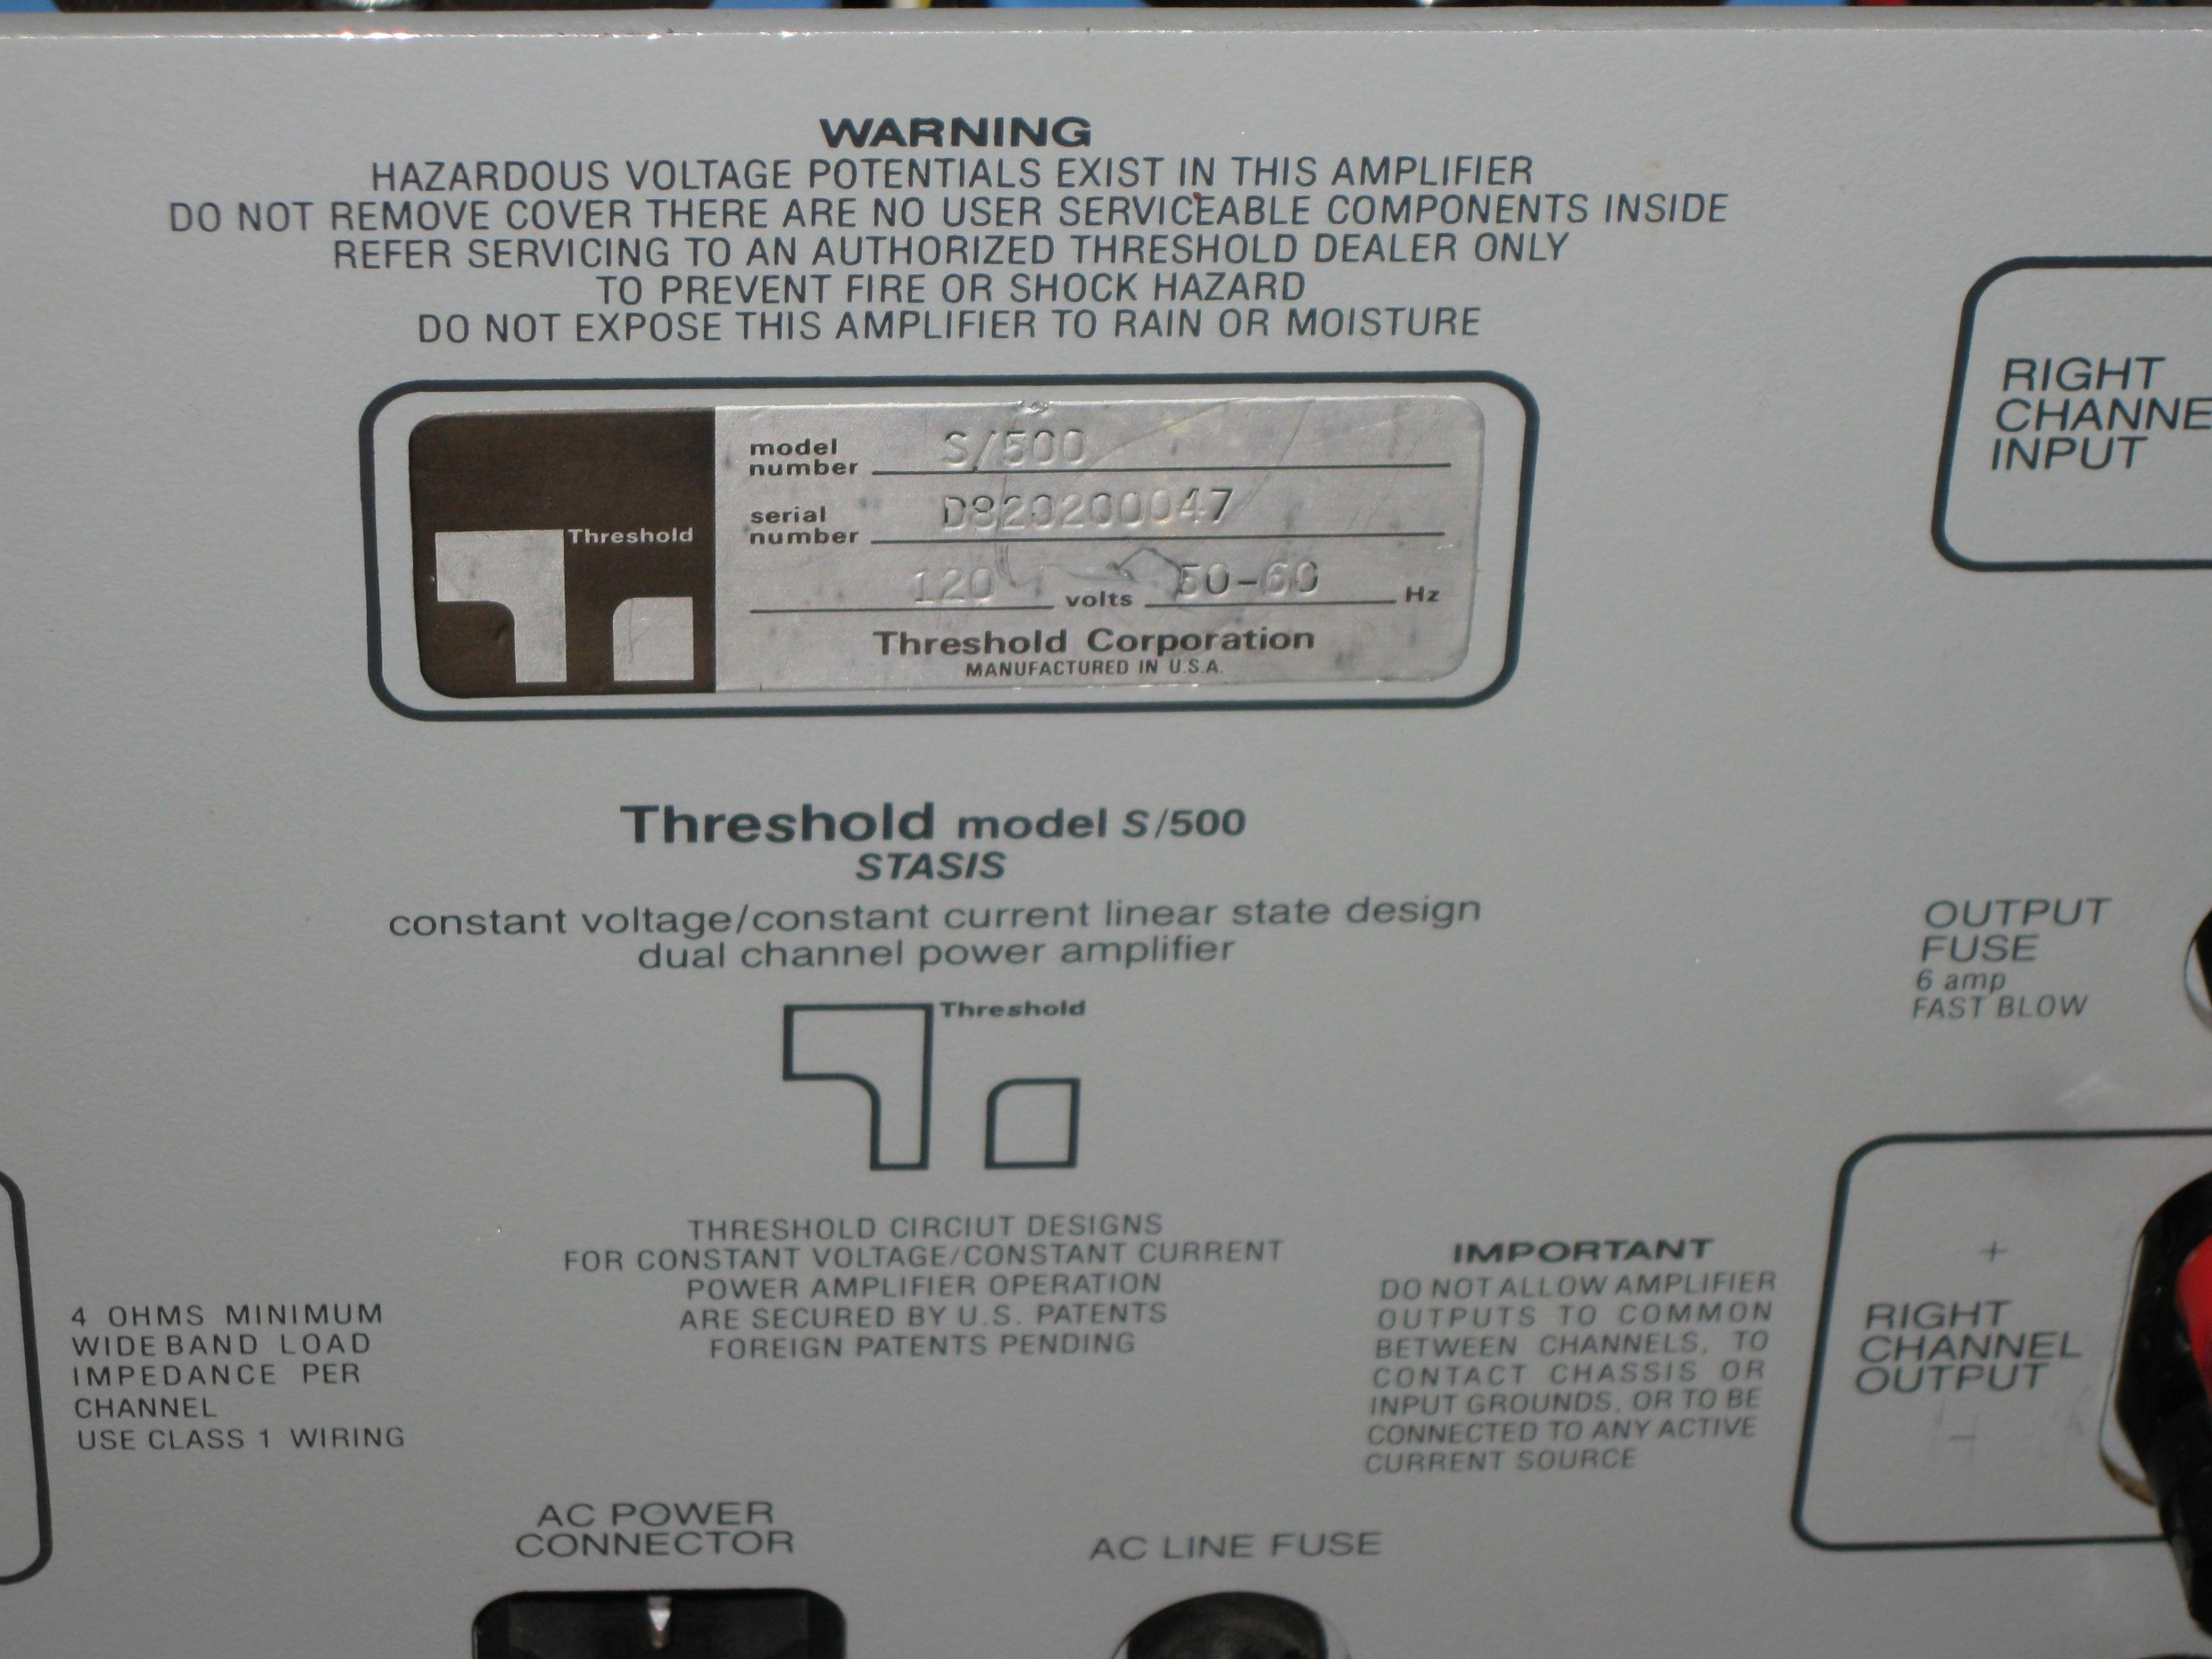 WARNING
HAZARDOUS VOLTAGE POTENTIALS EXIST IN THIS AMPLIFIER
DO NOT REMOVE COVER THERE ARE NO USER SERVICEABLE COMPONENTS INSIDE
REFER SERVICING TO AN AUTHORIZED THRESHOLD DEALER ONLY
TO PREVENT FIRE OR SHOCK HAZARD
DO NOT EXPOSE THIS AMPLIFIER TO RAIN OR MOISTURE
Threshold
model
number S/500
serial
number D820200047
120 volts 50-60 Hz
Threshold Corporation
MANUFACTURED IN U.S.A.
RIGHT
CHANNE
INPUT
Threshold model S/500
STASIS
constant voltage/constant current linear state design
dual channel power amplifier
Threshold
OUTPUT
FUSE
6 amp
FAST BLOW
THRESHOLD CIRCIUT DESIGNS
FOR CONSTANT VOLTAGE/CONSTANT CURRENT
POWER AMPLIFIER OPERATION
ARE SECURED BY U.S. PATENTS
FOREIGN PATENTS PENDING
4 OHMS MINIMUM
WIDEBAND LOAD
IMPEDANCE PER
CHANNEL
USE CLASS 1 WIRING
IMPORTANT
DO NOT ALLOW AMPLIFIER
OUTPUTS TO COMMON
BETWEEN CHANNELS, TO
CONTACT CHASSIS OR
INPUT GROUNDS, OR TO BE
CONNECTED TO ANY ACTIVE
CURRENT SOURCE
+
RIGHT
CHANNEL
OUTPUT
-
AC POWER
CONNECTOR
AC LINE FUSE